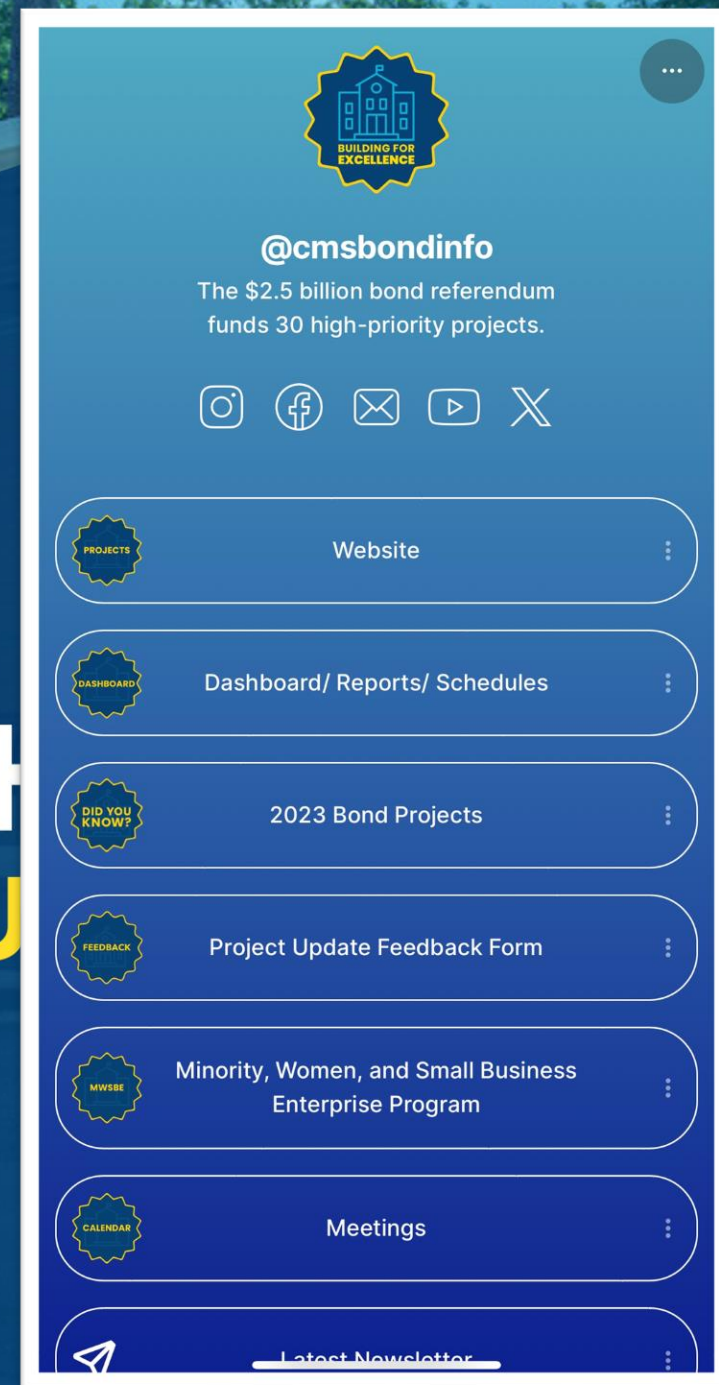 BUILDING FOR
EXCELLENCE
@cmsbondinfo
The $2.5 billion bond referendum
funds 30 high-priority projects.
PROJECTS
Website
DASHBOARD
Dashboard/ Reports/ Schedules
DID YOU
KNOW?
2023 Bond Projects
FEEDBACK
Project Update Feedback Form
MWSBE
Minority, Women, and Small Business
Enterprise Program
CALENDAR
Meetings
Latest Newsletter